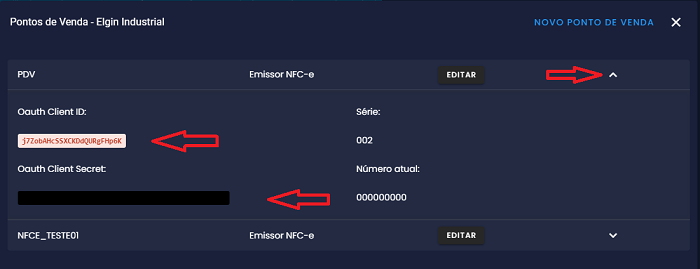 Pontos de Venda - Elgin Industrial NOVO PONTO DE VENDA
PDV Emissor NFC-e EDITAR
Oauth Client ID: Série:
j7ZobAHcS5XCKDdQURgFHp6K 002
Oauth Client Secret: Número atual:
000000000
NFCE_TESTE01 Emissor NFC-e EDITAR